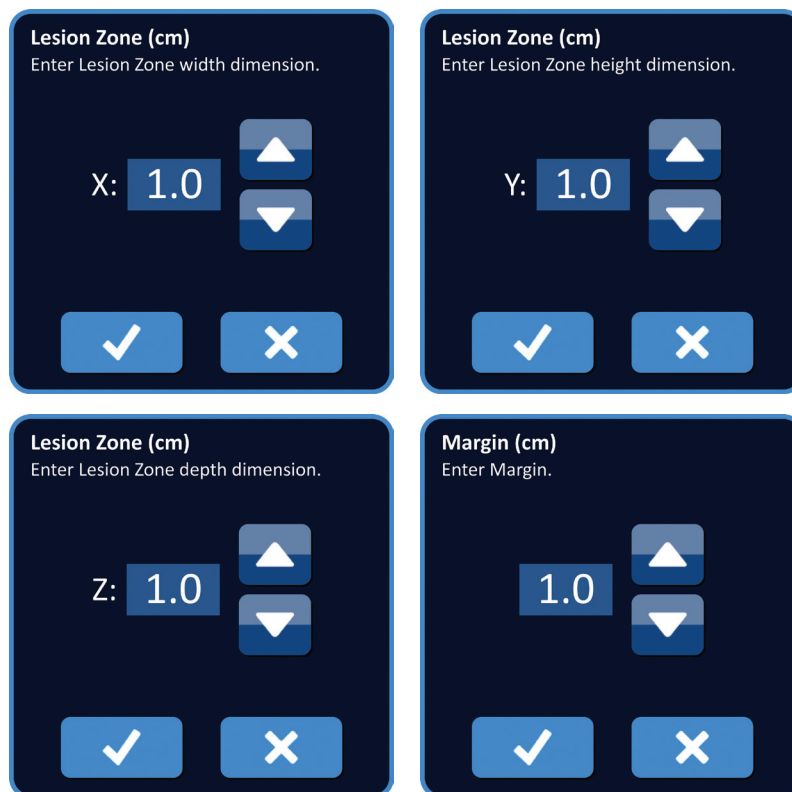 Lesion Zone (cm)
Enter Lesion Zone width dimension.
X: 1.0
Lesion Zone (cm)
Enter Lesion Zone height dimension.
Y: 1.0
Lesion Zone (cm)
Enter Lesion Zone depth dimension.
Z: 1.0
Margin (cm)
Enter Margin.
1.0